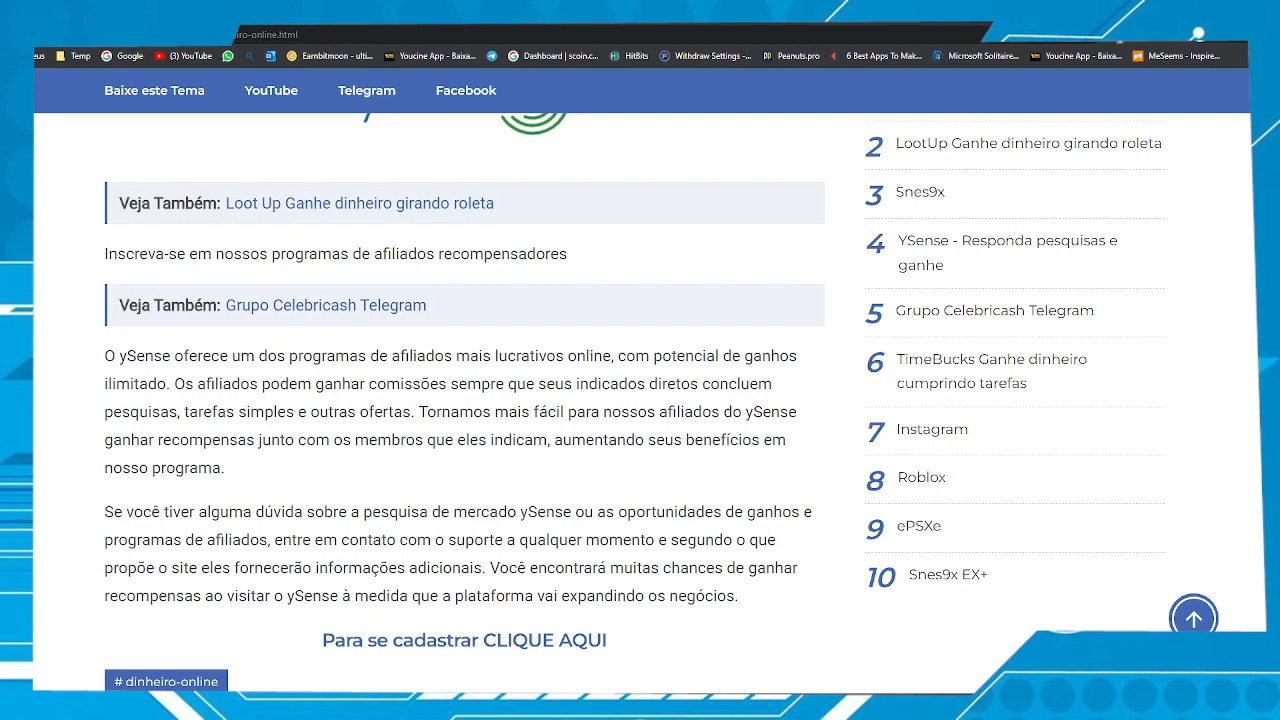 iro-online.html
eus Temp Google (3) YouTube Earnbitmoon - ulti... Youcine App - Baixa... Dashboard | scoin.c... HitBits Withdraw Settings -... Peanuts.pro 6 Best Apps To Mak... Microsoft Solitaire... Youcine App - Baixa... MeSeems - Inspire...
Baixe este Tema YouTube Telegram Facebook
Veja Também: Loot Up Ganhe dinheiro girando roleta
Inscreva-se em nossos programas de afiliados recompensadores
Veja Também: Grupo Celebricash Telegram
O ySense oferece um dos programas de afiliados mais lucrativos online, com potencial de ganhos
ilimitado. Os afiliados podem ganhar comissões sempre que seus indicados diretos concluem
pesquisas, tarefas simples e outras ofertas. Tornamos mais fácil para nossos afiliados do ySense
ganhar recompensas junto com os membros que eles indicam, aumentando seus benefícios em
nosso programa.
Se você tiver alguma dúvida sobre a pesquisa de mercado ySense ou as oportunidades de ganhos e
programas de afiliados, entre em contato com o suporte a qualquer momento e segundo o que
propõe o site eles fornecerão informações adicionais. Você encontrará muitas chances de ganhar
recompensas ao visitar o ySense à medida que a plataforma vai expandindo os negócios.
Para se cadastrar CLIQUE AQUI
# dinheiro-online
2 LootUp Ganhe dinheiro girando roleta
3 Snes9x
4 YSense - Responda pesquisas e
ganhe
5 Grupo Celebricash Telegram
6 TimeBucks Ganhe dinheiro
cumprindo tarefas
7 Instagram
8 Roblox
9 ePSXe
10 Snes9x EX+